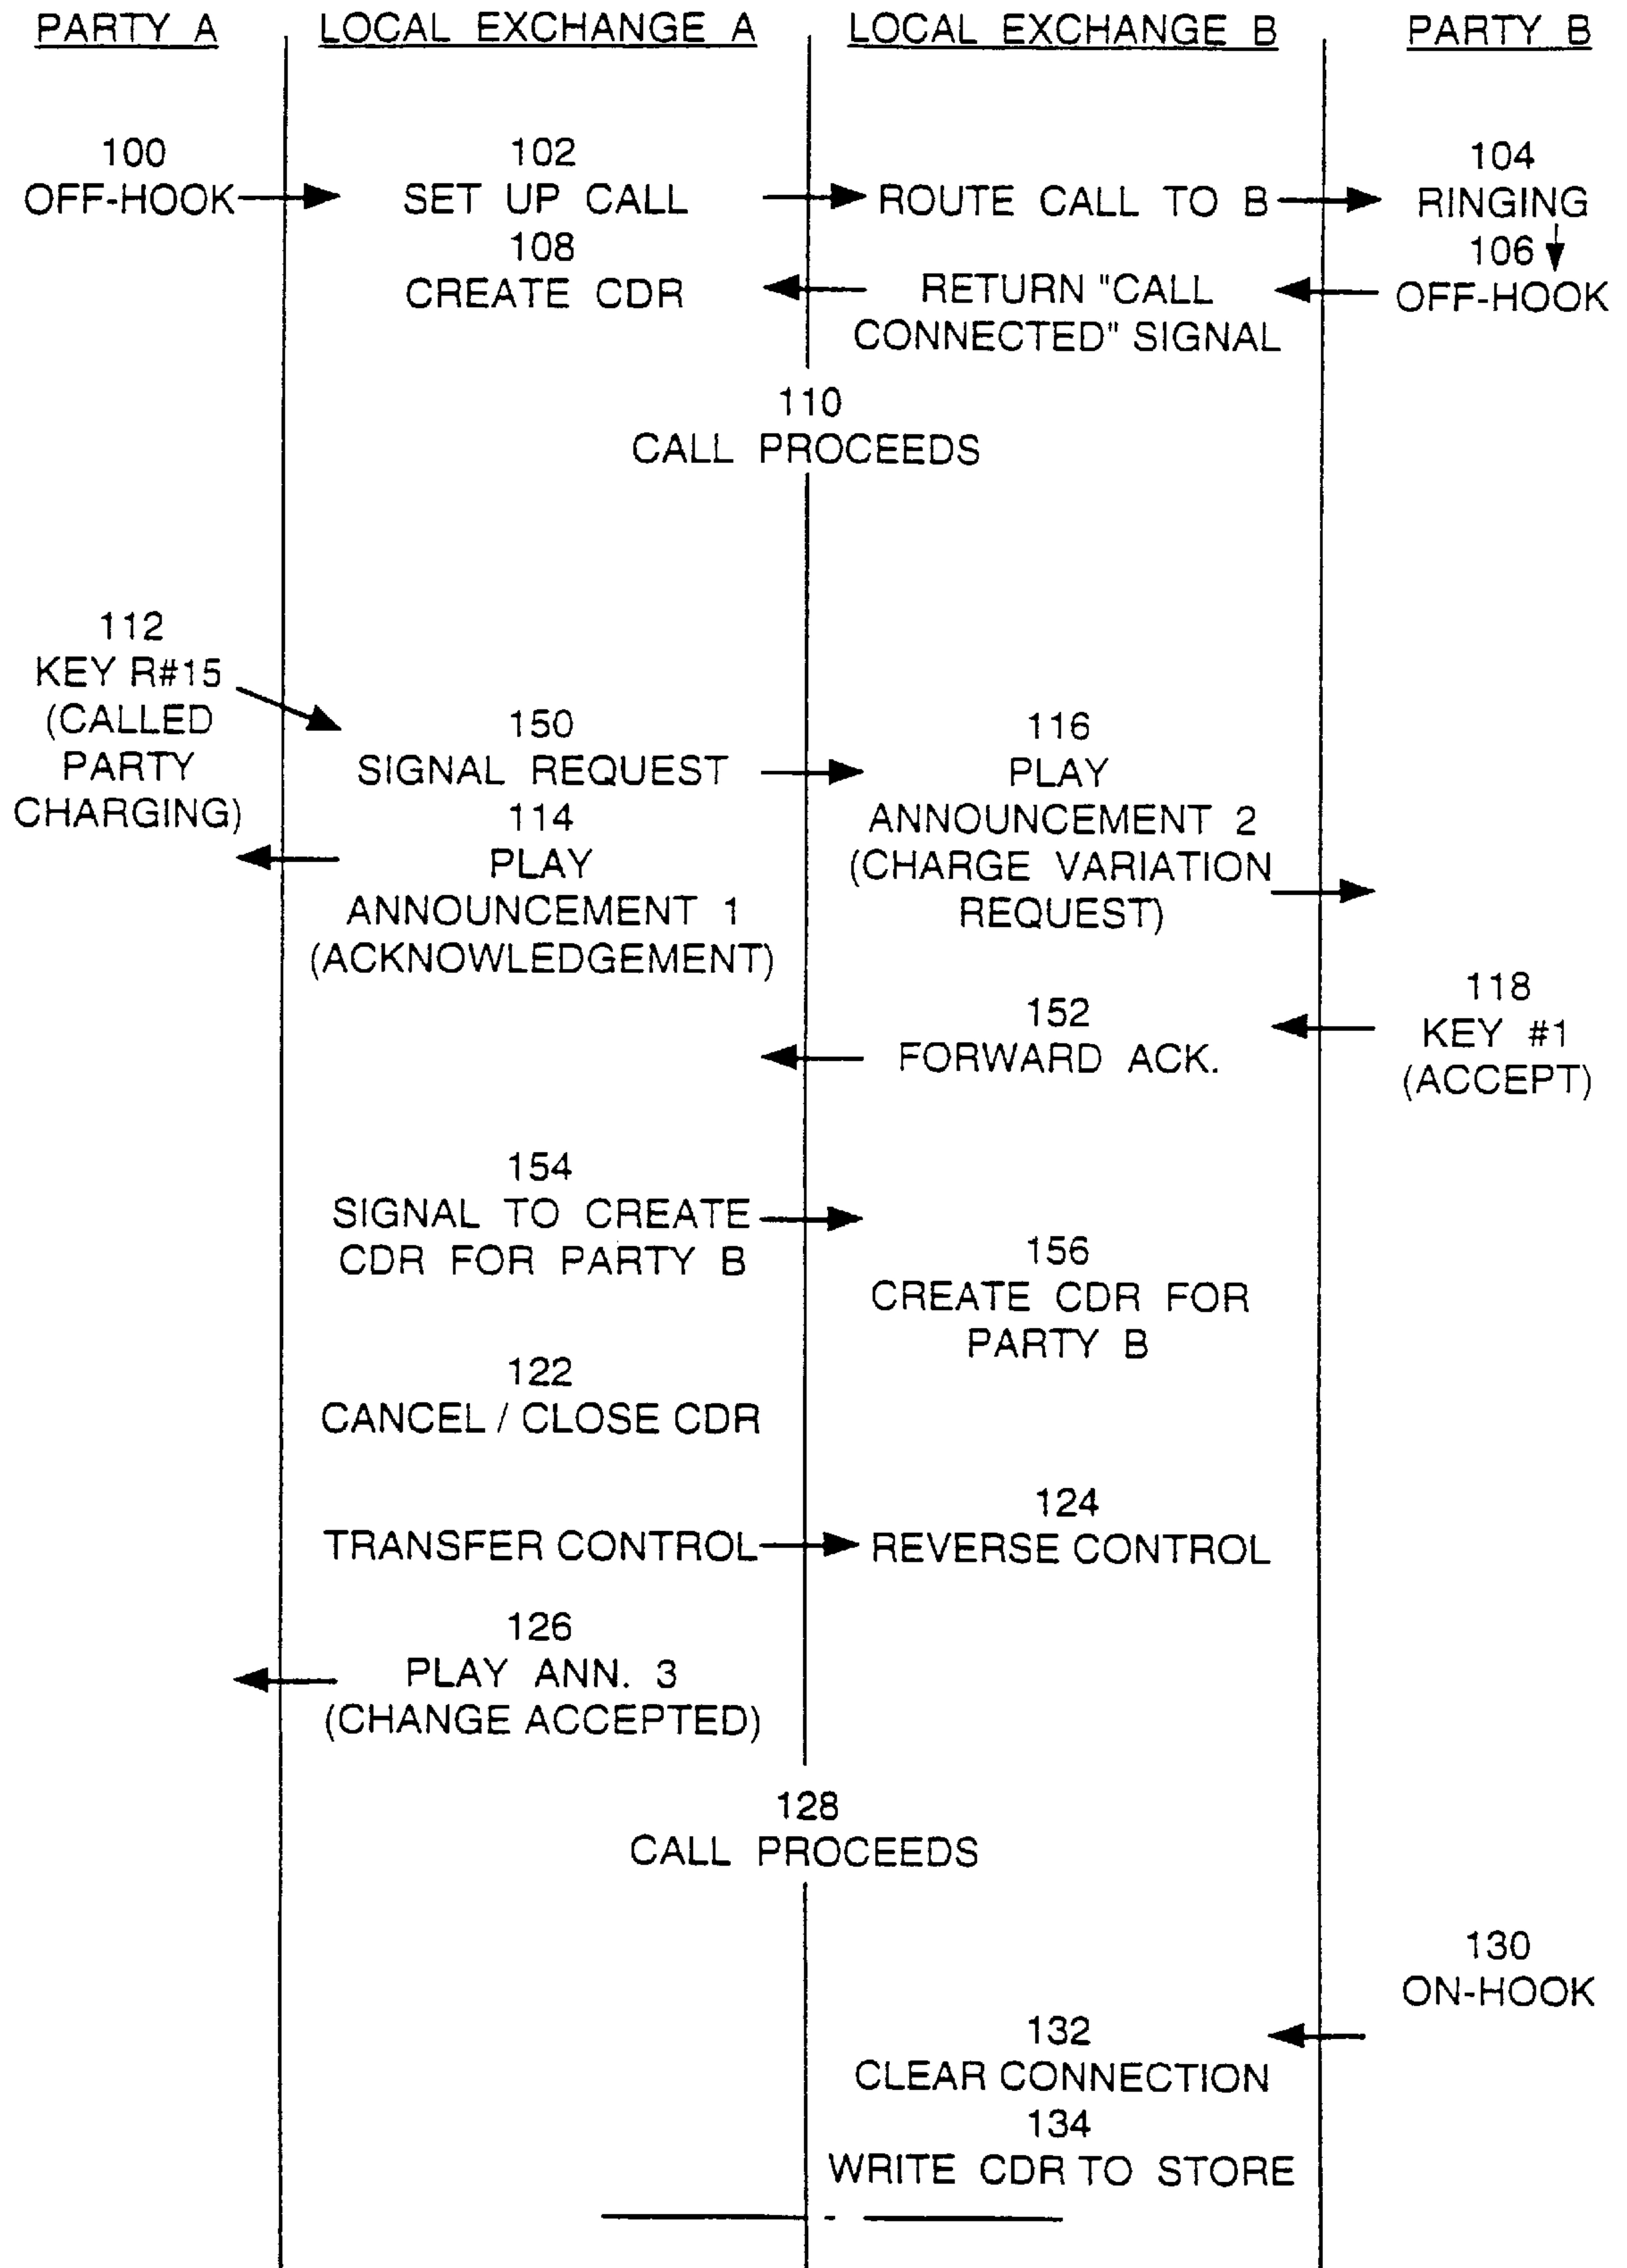 PARTY A
LOCAL EXCHANGE A
LOCAL EXCHANGE B
PARTY B
100
OFF-HOOK
102
SET UP CALL
ROUTE CALL TO B
104
RINGING
108
CREATE CDR
RETURN "CALL
CONNECTED" SIGNAL
106
OFF-HOOK
110
CALL PROCEEDS
112
KEY R#15
(CALLED
PARTY
CHARGING)
150
SIGNAL REQUEST
114
PLAY
ANNOUNCEMENT 1
(ACKNOWLEDGEMENT)
116
PLAY
ANNOUNCEMENT 2
(CHARGE VARIATION
REQUEST)
118
KEY #1
(ACCEPT)
152
FORWARD ACK.
154
SIGNAL TO CREATE
CDR FOR PARTY B
156
CREATE CDR FOR
PARTY B
122
CANCEL / CLOSE CDR
TRANSFER CONTROL
124
REVERSE CONTROL
126
PLAY ANN. 3
(CHANGE ACCEPTED)
128
CALL PROCEEDS
130
ON-HOOK
132
CLEAR CONNECTION
134
WRITE CDR TO STORE